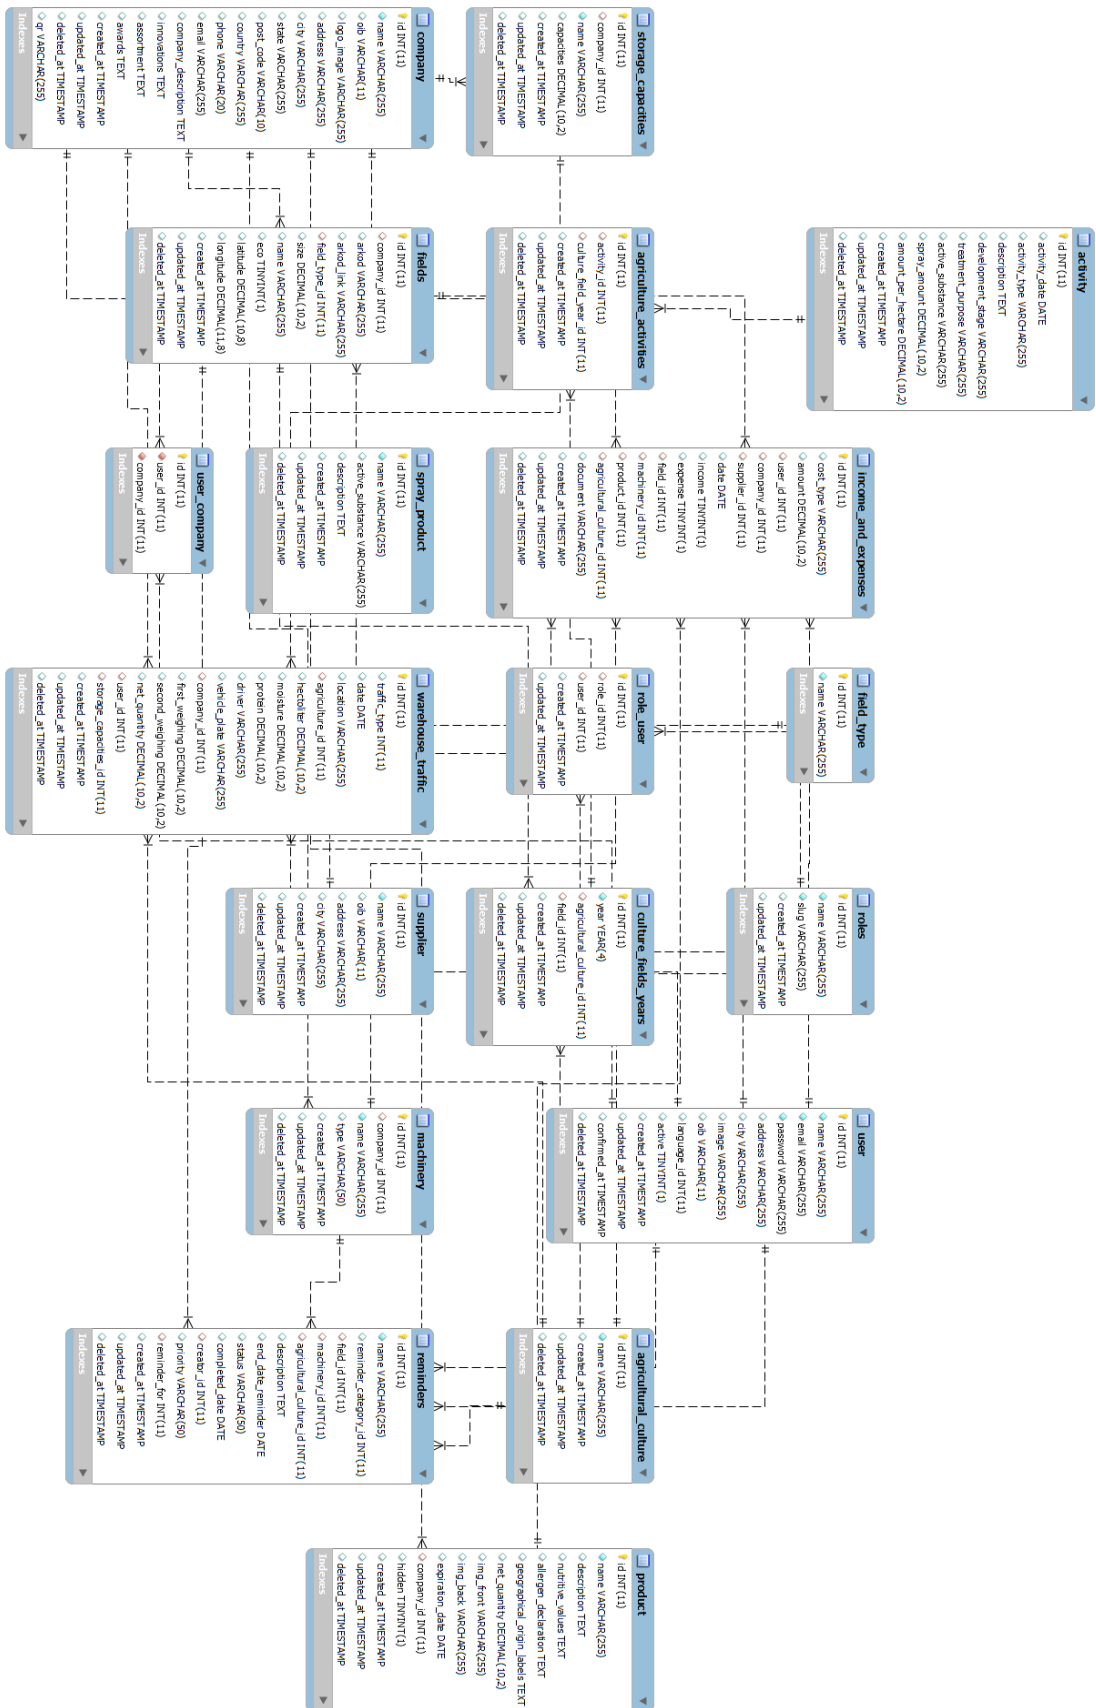 activity
id INT(11)
activity_date DATE
activity_type VARCHAR(255)
description TEXT
development_stage VARCHAR(255)
treatment_purpose VARCHAR(255)
active_substance VARCHAR(255)
spray_amount DECIMAL(10,2)
amount_per_hectare DECIMAL(10,2)
created_at TIMESTAMP
updated_at TIMESTAMP
deleted_at TIMESTAMP
Indexes
storage_capacities
id INT(11)
company_id INT(11)
name VARCHAR(255)
capacities DECIMAL(10,2)
created_at TIMESTAMP
updated_at TIMESTAMP
deleted_at TIMESTAMP
Indexes
agriculture_activities
id INT(11)
activity_id INT(11)
culture_field_year_id INT(11)
created_at TIMESTAMP
updated_at TIMESTAMP
deleted_at TIMESTAMP
Indexes
company
id INT(11)
name VARCHAR(255)
oib VARCHAR(11)
logo_image VARCHAR(255)
address VARCHAR(255)
city VARCHAR(255)
state VARCHAR(255)
post_code VARCHAR(10)
country VARCHAR(255)
phone VARCHAR(20)
email VARCHAR(255)
company_description TEXT
innovations TEXT
assortment TEXT
awards TEXT
created_at TIMESTAMP
updated_at TIMESTAMP
deleted_at TIMESTAMP
qr VARCHAR(255)
Indexes
fields
id INT(11)
company_id INT(11)
arkod VARCHAR(255)
arkod_link VARCHAR(255)
field_type_id INT(11)
size DECIMAL(10,2)
name VARCHAR(255)
eco TINYINT(1)
latitude DECIMAL(10,8)
longitude DECIMAL(11,8)
created_at TIMESTAMP
updated_at TIMESTAMP
deleted_at TIMESTAMP
Indexes
income_and_expenses
id INT(11)
cost_type VARCHAR(255)
amount DECIMAL(10,2)
user_id INT(11)
company_id INT(11)
supplier_id INT(11)
date DATE
income TINYINT(1)
expense TINYINT(1)
field_id INT(11)
machinery_id INT(11)
product_id INT(11)
agricultural_culture_id INT(11)
document VARCHAR(255)
created_at TIMESTAMP
updated_at TIMESTAMP
deleted_at TIMESTAMP
Indexes
spray_product
id INT(11)
name VARCHAR(255)
active_substance VARCHAR(255)
description TEXT
created_at TIMESTAMP
updated_at TIMESTAMP
deleted_at TIMESTAMP
Indexes
user_company
id INT(11)
user_id INT(11)
company_id INT(11)
Indexes
field_type
id INT(11)
name VARCHAR(255)
Indexes
role_user
id INT(11)
role_id INT(11)
user_id INT(11)
created_at TIMESTAMP
updated_at TIMESTAMP
Indexes
warehouse_traffic
id INT(11)
traffic_type INT(11)
date DATE
location VARCHAR(255)
agriculture_id INT(11)
hectoliter DECIMAL(10,2)
moisture DECIMAL(10,2)
protein DECIMAL(10,2)
driver VARCHAR(255)
vehicle_plate VARCHAR(255)
company_id INT(11)
first_weighing DECIMAL(10,2)
second_weighing DECIMAL(10,2)
net_quantity DECIMAL(10,2)
user_id INT(11)
storage_capacities_id INT(11)
created_at TIMESTAMP
updated_at TIMESTAMP
deleted_at TIMESTAMP
Indexes
roles
id INT(11)
name VARCHAR(255)
slug VARCHAR(255)
created_at TIMESTAMP
updated_at TIMESTAMP
Indexes
culture_fields_years
id INT(11)
year YEAR(4)
agricultural_culture_id INT(11)
field_id INT(11)
created_at TIMESTAMP
updated_at TIMESTAMP
deleted_at TIMESTAMP
Indexes
supplier
id INT(11)
name VARCHAR(255)
oib VARCHAR(11)
address VARCHAR(255)
city VARCHAR(255)
created_at TIMESTAMP
updated_at TIMESTAMP
deleted_at TIMESTAMP
Indexes
user
id INT(11)
name VARCHAR(255)
email VARCHAR(255)
password VARCHAR(255)
address VARCHAR(255)
city VARCHAR(255)
image VARCHAR(255)
oib VARCHAR(11)
language_id INT(11)
active TINYINT(1)
created_at TIMESTAMP
updated_at TIMESTAMP
confirmed_at TIMESTAMP
deleted_at TIMESTAMP
Indexes
machinery
id INT(11)
company_id INT(11)
name VARCHAR(255)
type VARCHAR(50)
created_at TIMESTAMP
updated_at TIMESTAMP
deleted_at TIMESTAMP
Indexes
agricultural_culture
id INT(11)
name VARCHAR(255)
created_at TIMESTAMP
updated_at TIMESTAMP
deleted_at TIMESTAMP
Indexes
reminders
id INT(11)
name VARCHAR(255)
reminder_category_id INT(11)
field_id INT(11)
machinery_id INT(11)
agricultural_culture_id INT(11)
description TEXT
end_date_reminder DATE
status VARCHAR(50)
completed_date DATE
creator_id INT(11)
priority VARCHAR(50)
reminder_for INT(11)
created_at TIMESTAMP
updated_at TIMESTAMP
deleted_at TIMESTAMP
Indexes
product
id INT(11)
name VARCHAR(255)
description TEXT
nutritive_values TEXT
allergen_declaration TEXT
geographical_origin_labels TEXT
net_quantity DECIMAL(10,2)
img_front VARCHAR(255)
img_back VARCHAR(255)
expiration_date DATE
company_id INT(11)
hidden TINYINT(1)
created_at TIMESTAMP
updated_at TIMESTAMP
deleted_at TIMESTAMP
Indexes